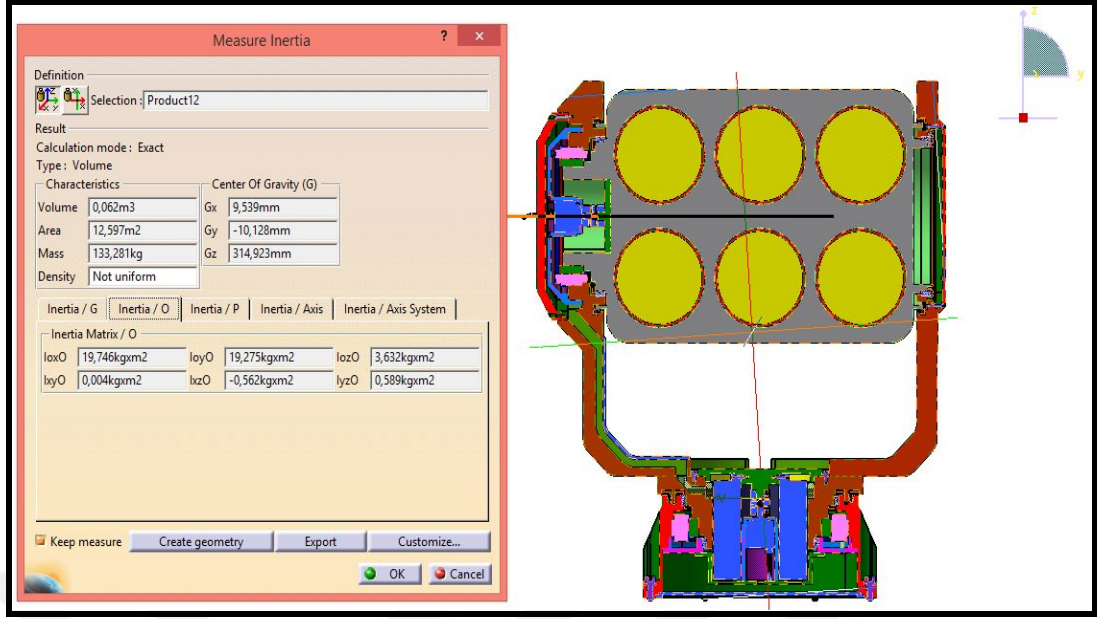 Measure Inertia ? ×
Definition
Selection : Product12
Result
Calculation mode : Exact
Type : Volume
Characteristics Center Of Gravity (G)
Volume 0,062m3 Gx 9,539mm
Area 12,597m2 Gy -10,128mm
Mass 133,281kg Gz 314,923mm
Density Not uniform
Inertia / G Inertia / O Inertia / P Inertia / Axis Inertia / Axis System
Inertia Matrix / O
IoxO 19,746kgxm2 IoyO 19,275kgxm2 IozO 3,632kgxm2
IxyO 0,004kgxm2 IxzO -0,562kgxm2 IyzO 0,589kgxm2
Keep measure Create geometry Export Customize...
OK Cancel
z
x y